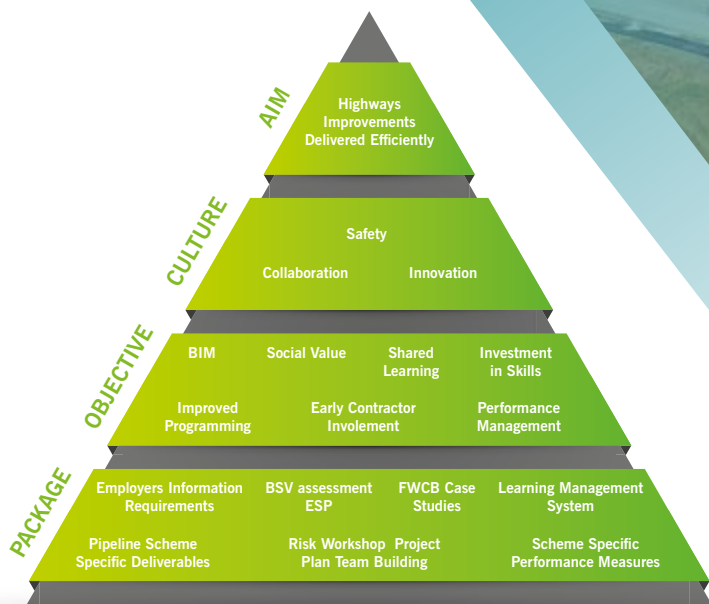 AIM
Highways
Improvements
Delivered Efficiently
CULTURE
Safety
Collaboration Innovation
OBJECTIVE
BIM Social Value Shared Learning Investment in Skills
Improved Programming Early Contractor Involement Performance Management
PACKAGE
Employers Information Requirements BSV assessment ESP FWCB Case Studies Learning Management System
Pipeline Scheme Specific Deliverables Risk Workshop Project Plan Team Building Scheme Specific Performance Measures